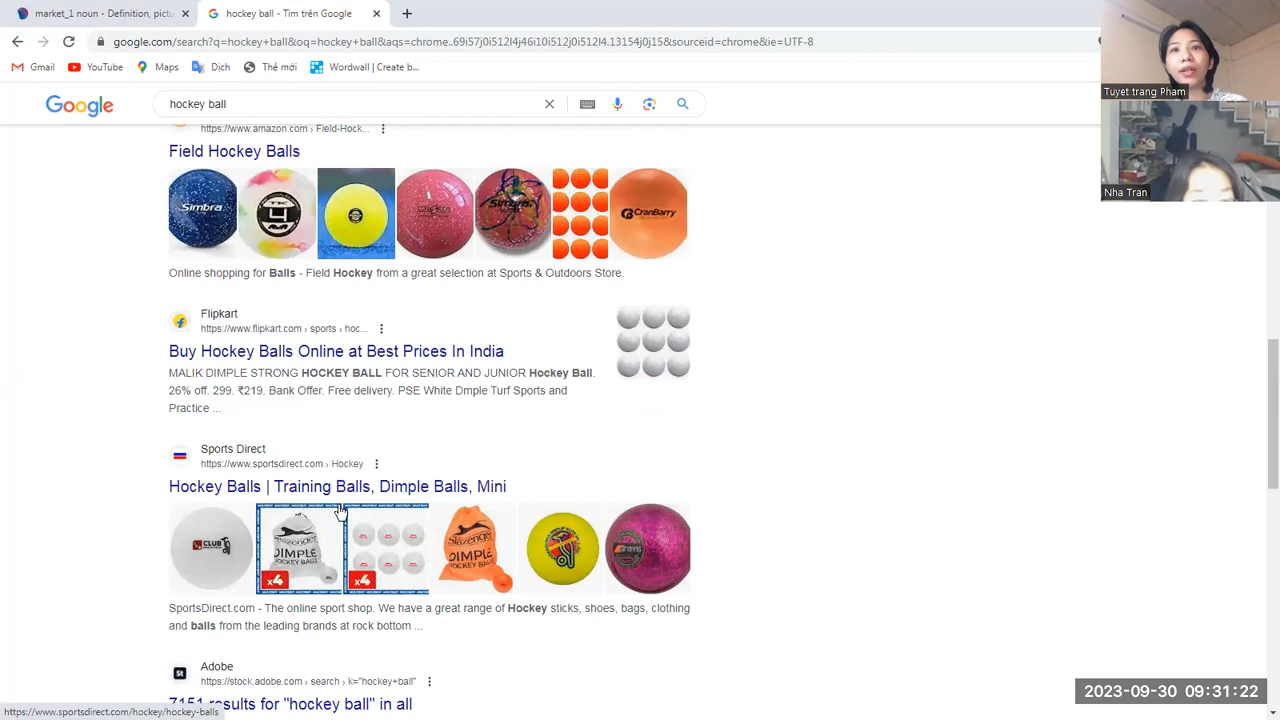 market_1 noun - Definition, pictu
hockey ball - Tìm trên Google
google.com/search?q=hockey+ball&oq=hockey+ball&aqs=chrome..69i57j0i512l4j46i10i512j0i512l4.13154j0j15&sourceid=chrome&ie=UTF-8
Gmail
YouTube
Maps
Dịch
Thẻ mới
Wordwall | Create b...
Google
hockey ball
https://www.amazon.com › Field-Hock...
Field Hockey Balls
Simbra
TK
4
CranBarry
Online shopping for Balls - Field Hockey from a great selection at Sports & Outdoors Store.
Flipkart
https://www.flipkart.com › sports › hoc...
Buy Hockey Balls Online at Best Prices In India
MALIK DIMPLE STRONG HOCKEY BALL FOR SENIOR AND JUNIOR Hockey Ball.
26% off. 299. ₹219. Bank Offer. Free delivery. PSE White Dmple Turf Sports and
Practice ...
Sports Direct
https://www.sportsdirect.com › Hockey
Hockey Balls | Training Balls, Dimple Balls, Mini
CLUB
DIMPLE
HOCKEY BALLS
x4
x4
Slazenger
DIMPLE
HOCKEY BALLS
GRAYS
SportsDirect.com - The online sport shop. We have a great range of Hockey sticks, shoes, bags, clothing
and balls from the leading brands at rock bottom ...
Adobe
https://stock.adobe.com › search › k="hockey+ball"
7151 results for "hockey ball" in all
https://www.sportsdirect.com/hockey/hockey-balls
Tuyet trang Pham
Nha Tran
2023-09-30 09:31:22